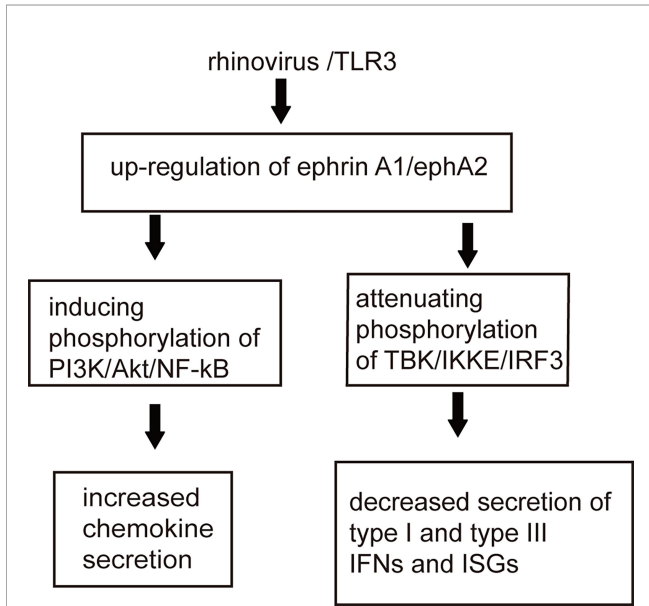 rhinovirus /TLR3
up-regulation of ephrin A1/ephA2
inducing
phosphorylation of
PI3K/Akt/NF-kB
attenuating
phosphorylation
of TBK/IKKE/IRF3
increased
chemokine
secretion
decreased secretion of
type I and type III
IFNs and ISGs